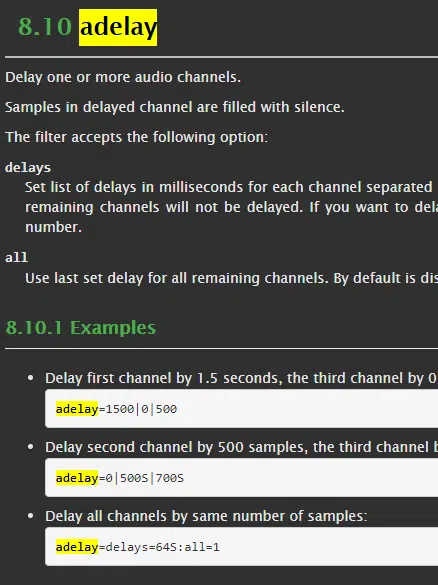 8.10 adelay
Delay one or more audio channels.
Samples in delayed channel are filled with silence.
The filter accepts the following option:
delays
Set list of delays in milliseconds for each channel separated
remaining channels will not be delayed. If you want to dela
number.
all
Use last set delay for all remaining channels. By default is dis
8.10.1 Examples
• Delay first channel by 1.5 seconds, the third channel by 0
adelay=1500|0|500
• Delay second channel by 500 samples, the third channel b
adelay=0|500S|700S
• Delay all channels by same number of samples:
adelay=delays=64S:all=1